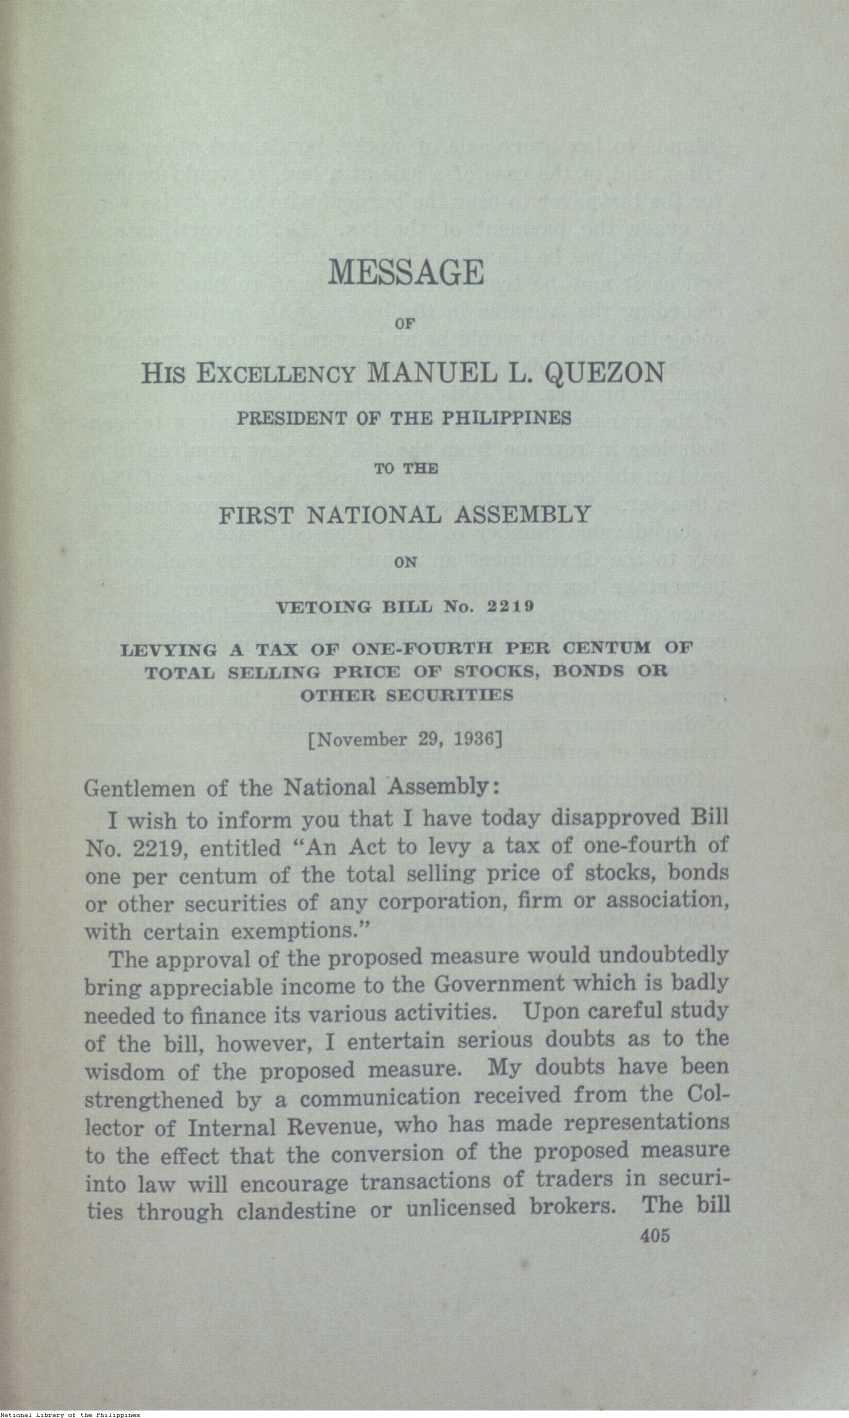 MESSAGE
OF
HIS EXCELLENCY MANUEL L. QUEZON
PRESIDENT OF THE PHILIPPINES
TO THE
FIRST NATIONAL ASSEMBLY
ON
VETOING BILL No. 2219
LEVYING A TAX OF ONE-FOURTH PER CENTUM OF
TOTAL SELLING PRICE OF STOCKS, BONDS OR
OTHER SECURITIES
[November 29, 1936]
Gentlemen of the National Assembly:
I wish to inform you that I have today disapproved Bill
No. 2219, entitled “An Act to levy a tax of one-fourth of
one per centum of the total selling price of stocks, bonds
or other securities of any corporation, firm or association,
with certain exemptions.”
The approval of the proposed measure would undoubtedly
bring appreciable income to the Government which is badly
needed to finance its various activities. Upon careful study
of the bill, however, I entertain serious doubts as to the
wisdom of the proposed measure. My doubts have been
strengthened by a communication received from the Col-
lector of Internal Revenue, who has made representations
to the effect that the conversion of the proposed measure
into law will encourage transactions of traders in securi-
ties through clandestine or unlicensed brokers. The bill
405
National Library of the Philippines